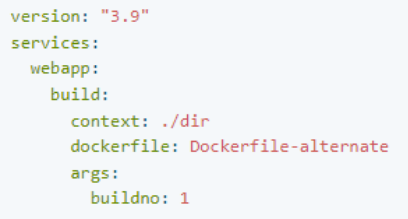 version: "3.9"
services:
  webapp:
    build:
      context: ./dir
      dockerfile: Dockerfile-alternate
      args:
        buildno: 1